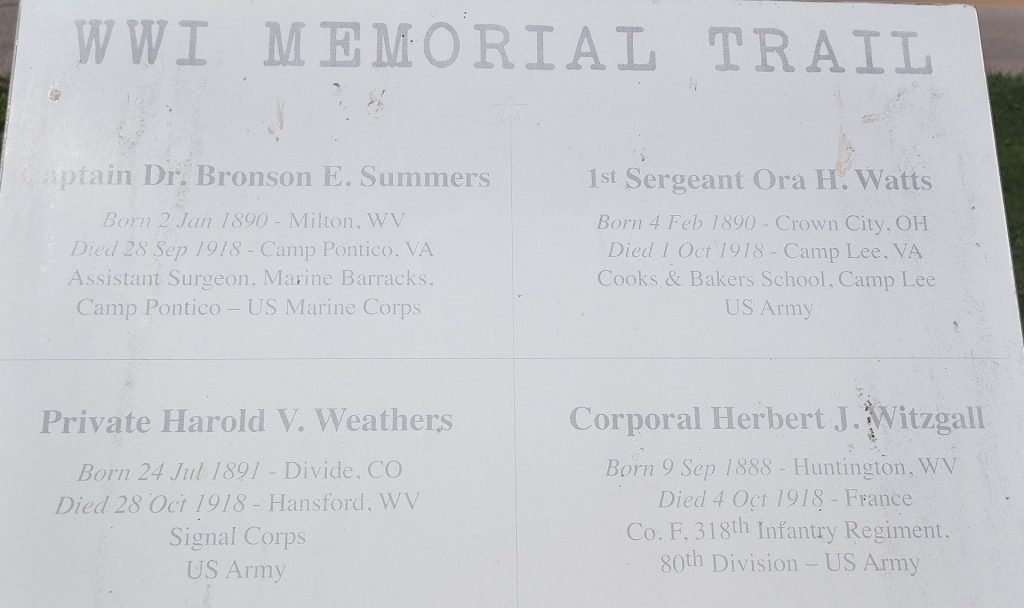 WWI MEMORIAL TRAIL
Captain Dr. Bronson E. Summers
Born 2 Jan 1890 - Milton, WV
Died 28 Sep 1918 - Camp Pontico, VA
Assistant Surgeon, Marine Barracks,
Camp Pontico – US Marine Corps
1st Sergeant Ora H. Watts
Born 4 Feb 1890 - Crown City, OH
Died 1 Oct 1918 - Camp Lee, VA
Cooks & Bakers School, Camp Lee
US Army
Private Harold V. Weathers
Born 24 Jul 1891 - Divide, CO
Died 28 Oct 1918 - Hansford, WV
Signal Corps
US Army
Corporal Herbert J. Witzgall
Born 9 Sep 1888 - Huntington, WV
Died 4 Oct 1918 - France
Co. F, 318th Infantry Regiment,
80th Division – US Army